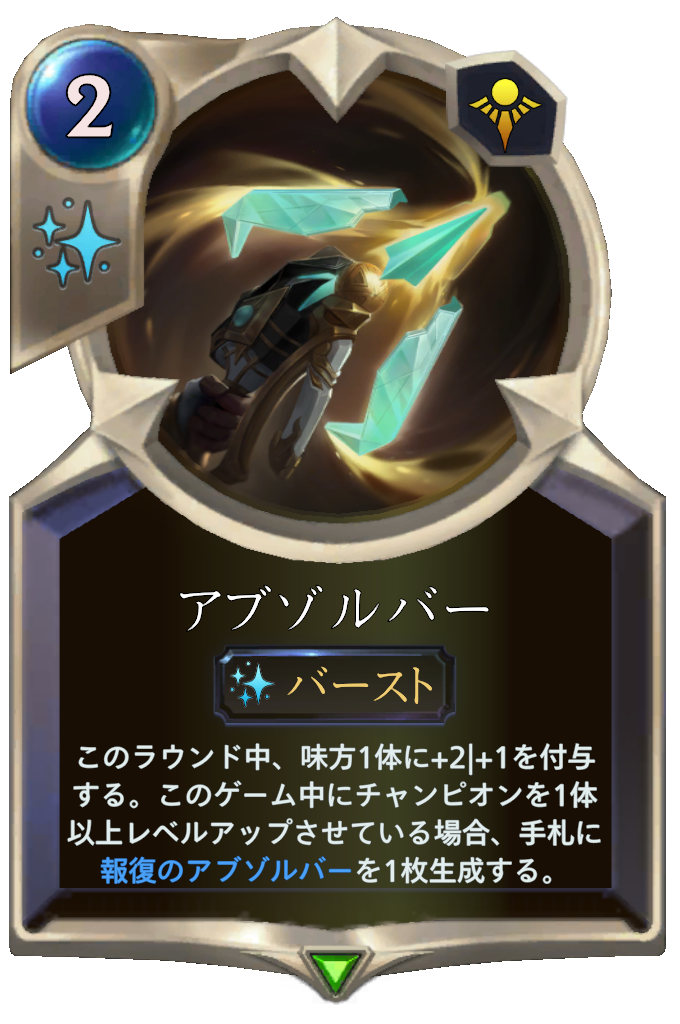 2
アブゾルバー
バースト
このラウンド中、味方1体に+2|+1を付与
する。このゲーム中にチャンピオンを1体
以上レベルアップさせている場合、手札に
報復のアブゾルバーを1枚生成する。